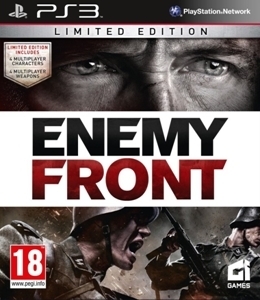 PS3
PlayStation®Network
LIMITED EDITION
LIMITED EDITION
INCLUDES
4 MULTIPLAYER
CHARACTERS
4 MULTIPLAYER
WEAPONS
ENEMY
FRONT
18
www.pegi.info
CI
GAMES